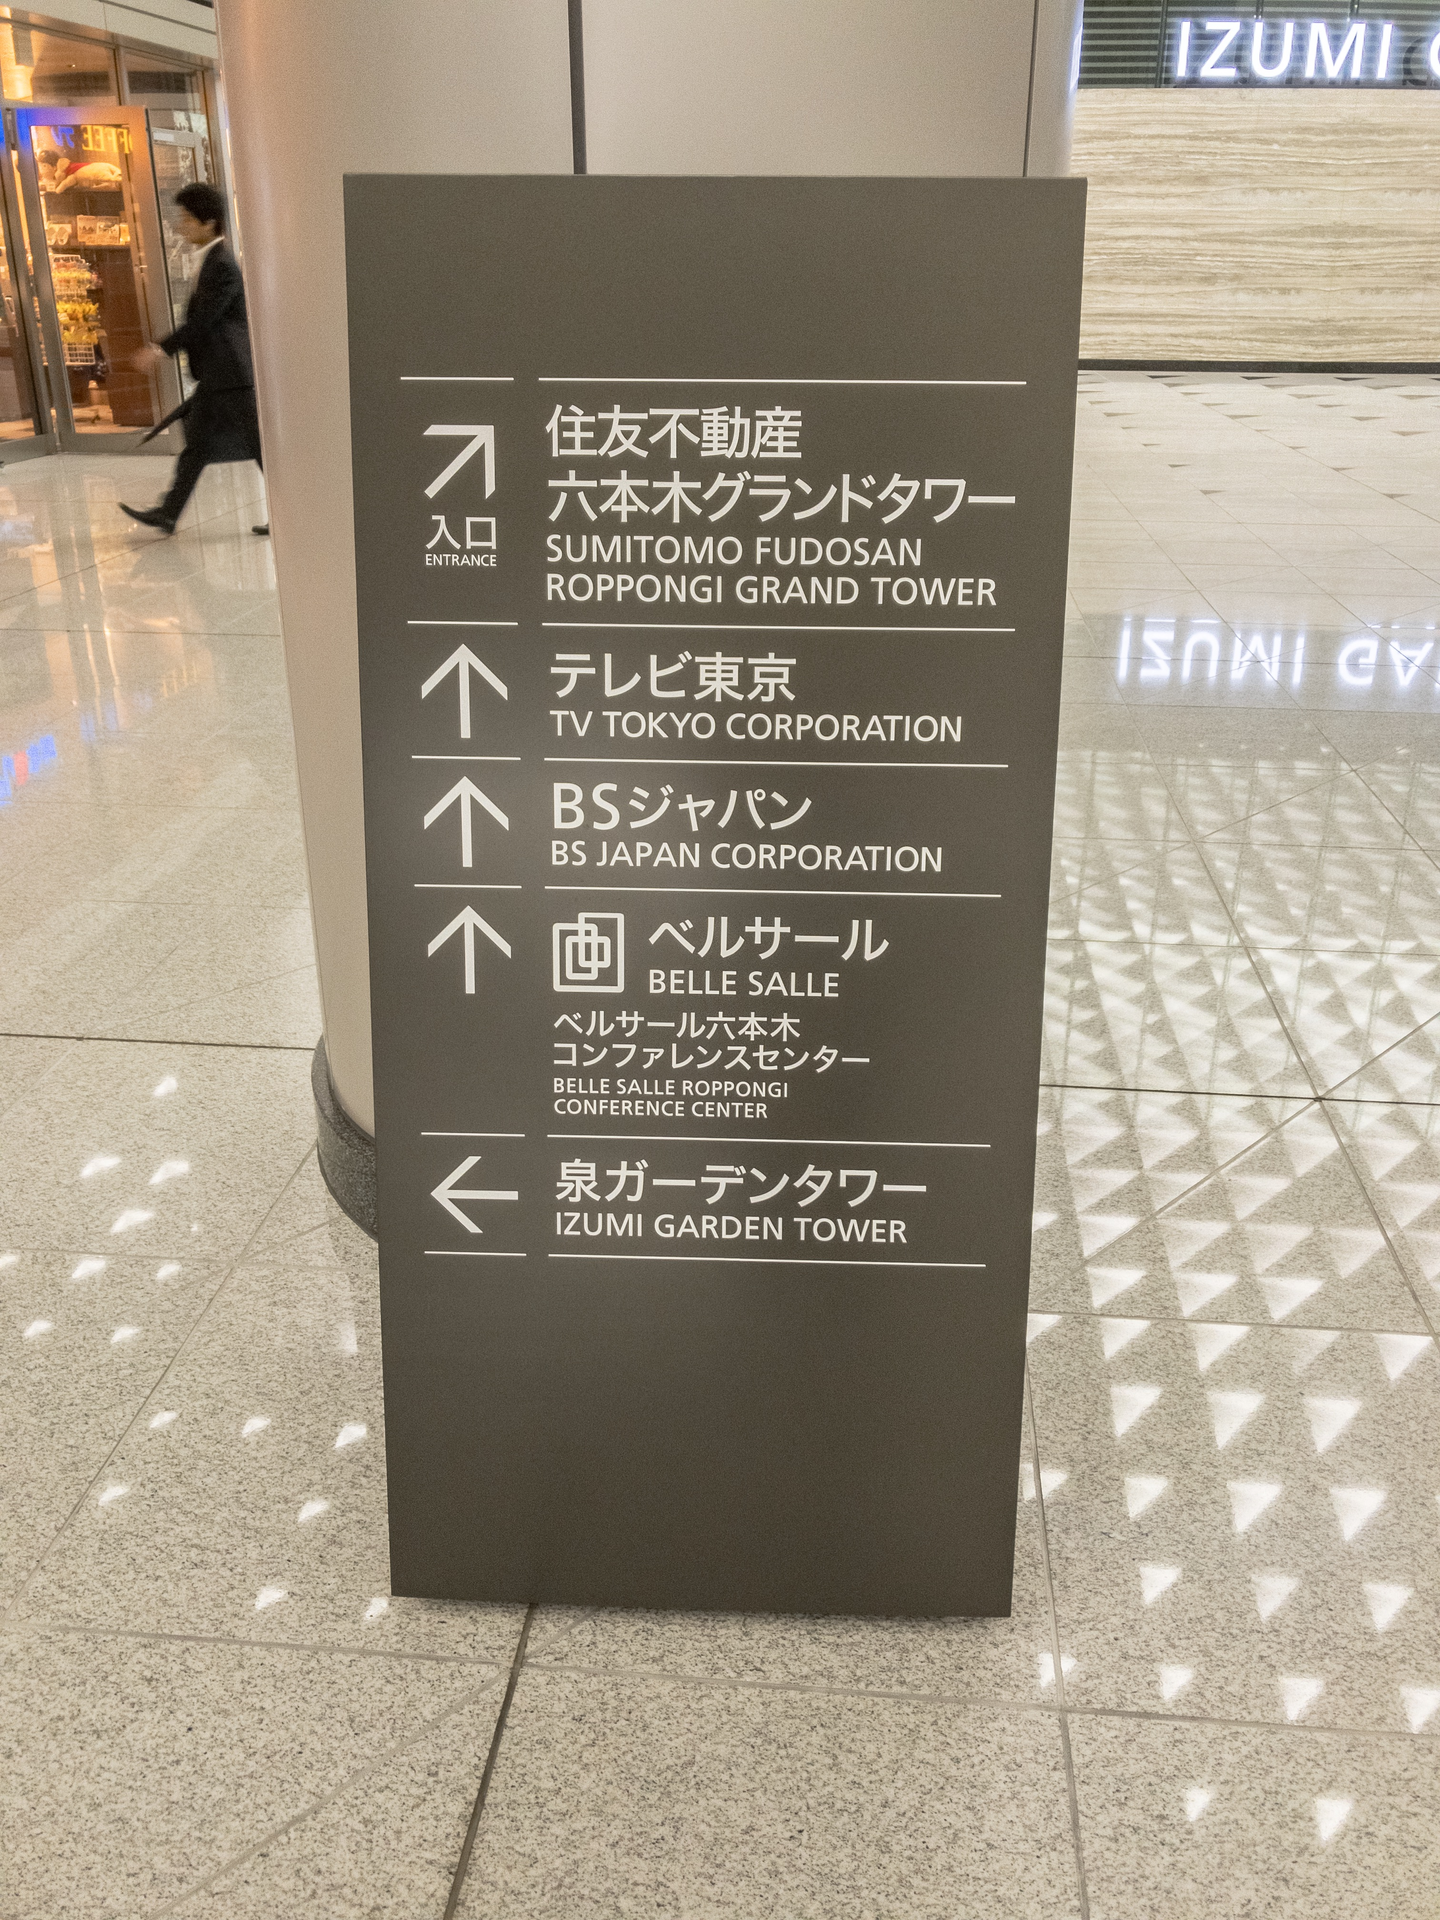 IZUMI
住友不動産
六本木グランドタワー
SUMITOMO FUDOSAN
ROPPONGI GRAND TOWER
入口
ENTRANCE
テレビ東京
TV TOKYO CORPORATION
BSジャパン
BS JAPAN CORPORATION
ベルサール
BELLE SALLE
ベルサール六本木
コンファレンスセンター
BELLE SALLE ROPPONGI
CONFERENCE CENTER
泉ガーデンタワー
IZUMI GARDEN TOWER